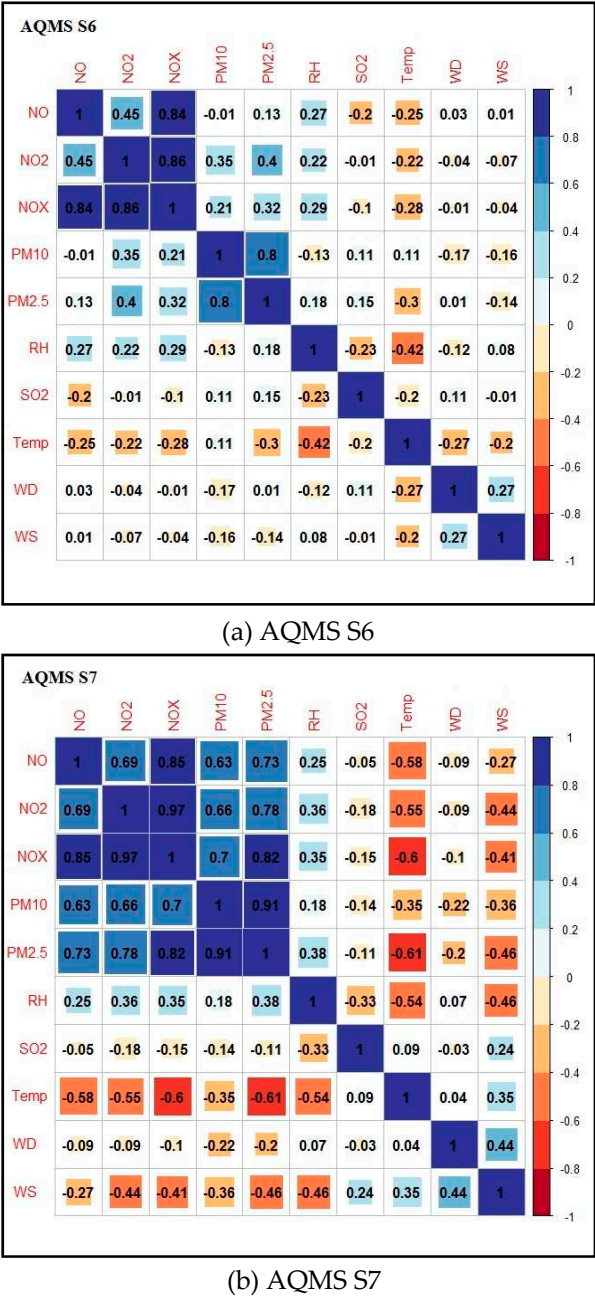 AQMS S6
NO NO2 NOX PM10 PM2.5 RH SO2 Temp WD WS
NO 1 0.45 0.84 -0.01 0.13 0.27 -0.2 -0.25 0.03 0.01
NO2 0.45 1 0.86 0.35 0.4 0.22 -0.01 -0.22 -0.04 -0.07
NOX 0.84 0.86 1 0.21 0.32 0.29 -0.1 -0.28 -0.01 -0.04
PM10 -0.01 0.35 0.21 1 0.8 -0.13 0.11 0.11 -0.17 -0.16
PM2.5 0.13 0.4 0.32 0.8 1 0.18 0.15 -0.3 0.01 -0.14
RH 0.27 0.22 0.29 -0.13 0.18 1 -0.23 -0.42 -0.12 0.08
SO2 -0.2 -0.01 -0.1 0.11 0.15 -0.23 1 -0.2 0.11 -0.01
Temp -0.25 -0.22 -0.28 0.11 -0.3 -0.42 -0.2 1 -0.27 -0.2
WD 0.03 -0.04 -0.01 -0.17 0.01 -0.12 0.11 -0.27 1 0.27
WS 0.01 -0.07 -0.04 -0.16 -0.14 0.08 -0.01 -0.2 0.27 1
1
0.8
0.6
0.4
0.2
0
-0.2
-0.4
-0.6
-0.8
-1
(a) AQMS S6
AQMS S7
NO NO2 NOX PM10 PM2.5 RH SO2 Temp WD WS
NO 1 0.69 0.85 0.63 0.73 0.25 -0.05 -0.58 -0.09 -0.27
NO2 0.69 1 0.97 0.66 0.78 0.36 -0.18 -0.55 -0.09 -0.44
NOX 0.85 0.97 1 0.7 0.82 0.35 -0.15 -0.6 -0.1 -0.41
PM10 0.63 0.66 0.7 1 0.91 0.18 -0.14 -0.35 -0.22 -0.36
PM2.5 0.73 0.78 0.82 0.91 1 0.38 -0.11 -0.61 -0.2 -0.46
RH 0.25 0.36 0.35 0.18 0.38 1 -0.33 -0.54 0.07 -0.46
SO2 -0.05 -0.18 -0.15 -0.14 -0.11 -0.33 1 0.09 -0.03 0.24
Temp -0.58 -0.55 -0.6 -0.35 -0.61 -0.54 0.09 1 0.04 0.35
WD -0.09 -0.09 -0.1 -0.22 -0.2 0.07 -0.03 0.04 1 0.44
WS -0.27 -0.44 -0.41 -0.36 -0.46 -0.46 0.24 0.35 0.44 1
1
0.8
0.6
0.4
0.2
0
-0.2
-0.4
-0.6
-0.8
-1
(b) AQMS S7